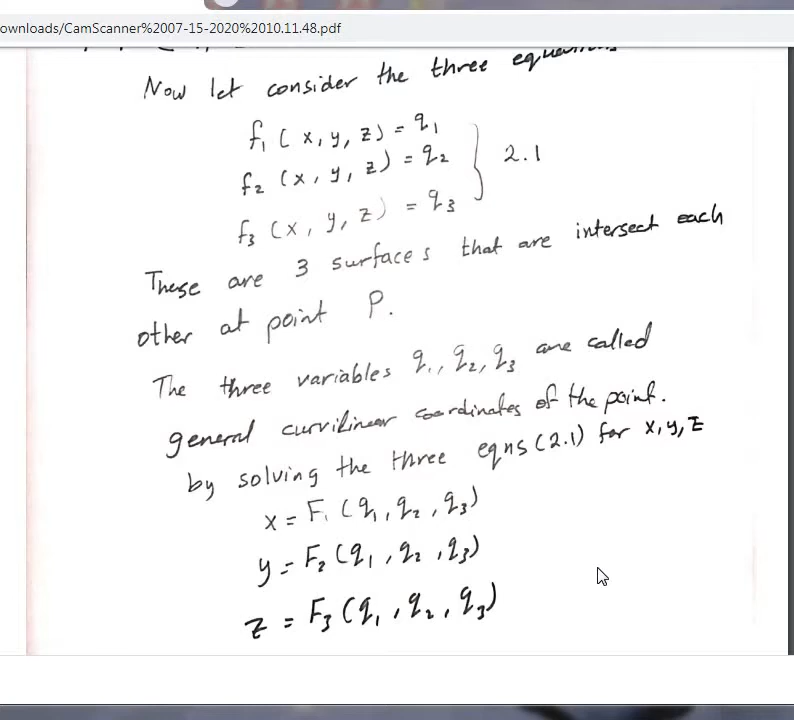 ownloads/CamScanner%2007-15-2020%2010.11.48.pdf
Now let consider the three
f₁ (x, y, z) = q₁
f₂ (x, y, z) = q₂ } 2.1
f₃ (x, y, z) = q₃
These are 3 surfaces that are intersect each
other at point P.
The three variables q₁, q₂, q₃ are called
general curvilinear coordinates of the point.
by solving the three eqns (2.1) for x, y, z
x = F₁ (q₁, q₂, q₃)
y = F₂ (q₁, q₂, q₃)
z = F₃ (q₁, q₂, q₃)